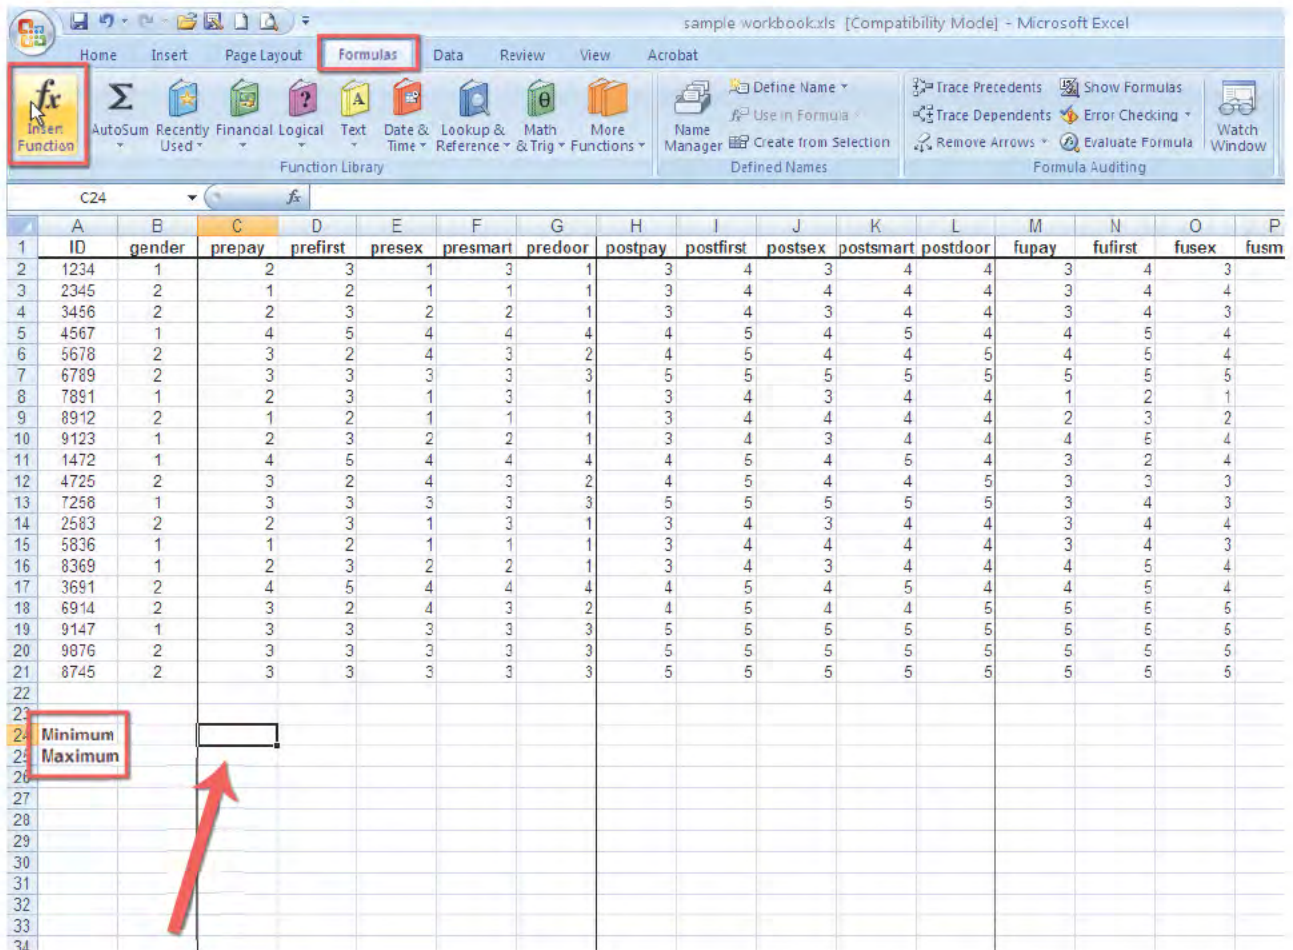 sample workbook.xls [Compatibility Mode] - Microsoft Excel
Home Insert Page Layout Formulas Data Review View Acrobat
fx Insert Function
Σ AutoSum
Recently Used
Financial
? Logical
A Text
Date & Time
Lookup & Reference
θ Math & Trig
More Functions
Function Library
Name Manager
Define Name
Use in Formula
Create from Selection
Defined Names
Trace Precedents
Trace Dependents
Remove Arrows
Show Formulas
Error Checking
Evaluate Formula
Formula Auditing
Watch Window
C24 fx
A B C D E F G H I J K L M N O P
1 ID gender prepay prefirst presex presmart predoor postpay postfirst postsex postsmart postdoor fupay fufirst fusex fusm
2 1234 1 2 3 1 3 1 3 4 3 4 4 3 4 3
3 2345 2 1 2 1 1 1 3 4 4 4 4 3 4 4
4 3456 2 2 3 2 2 1 3 4 3 4 4 3 4 3
5 4567 1 4 5 4 4 4 4 5 4 5 4 4 5 4
6 5678 2 3 2 4 3 2 4 5 4 4 5 4 5 4
7 6789 2 3 3 3 3 3 5 5 5 5 5 5 5 5
8 7891 1 2 3 1 3 1 3 4 3 4 4 1 2 1
9 8912 2 1 2 1 1 1 3 4 4 4 4 2 3 2
10 9123 1 2 3 2 2 1 3 4 3 4 4 4 5 4
11 1472 1 4 5 4 4 4 4 5 4 5 4 3 2 4
12 4725 2 3 2 4 3 2 4 5 4 4 5 3 3 3
13 7258 1 3 3 3 3 3 5 5 5 5 5 3 4 3
14 2583 2 2 3 1 3 1 3 4 3 4 4 3 4 4
15 5836 1 1 2 1 1 1 3 4 4 4 4 3 4 3
16 8369 1 2 3 2 2 1 3 4 3 4 4 4 5 4
17 3691 2 4 5 4 4 4 4 5 4 5 4 4 5 4
18 6914 2 3 2 4 3 2 4 5 4 4 5 5 5 5
19 9147 1 3 3 3 3 3 5 5 5 5 5 5 5 5
20 9876 2 3 3 3 3 3 5 5 5 5 5 5 5 5
21 8745 2 3 3 3 3 3 5 5 5 5 5 5 5 5
22
23
24 Minimum
25 Maximum
26
27
28
29
30
31
32
33
34